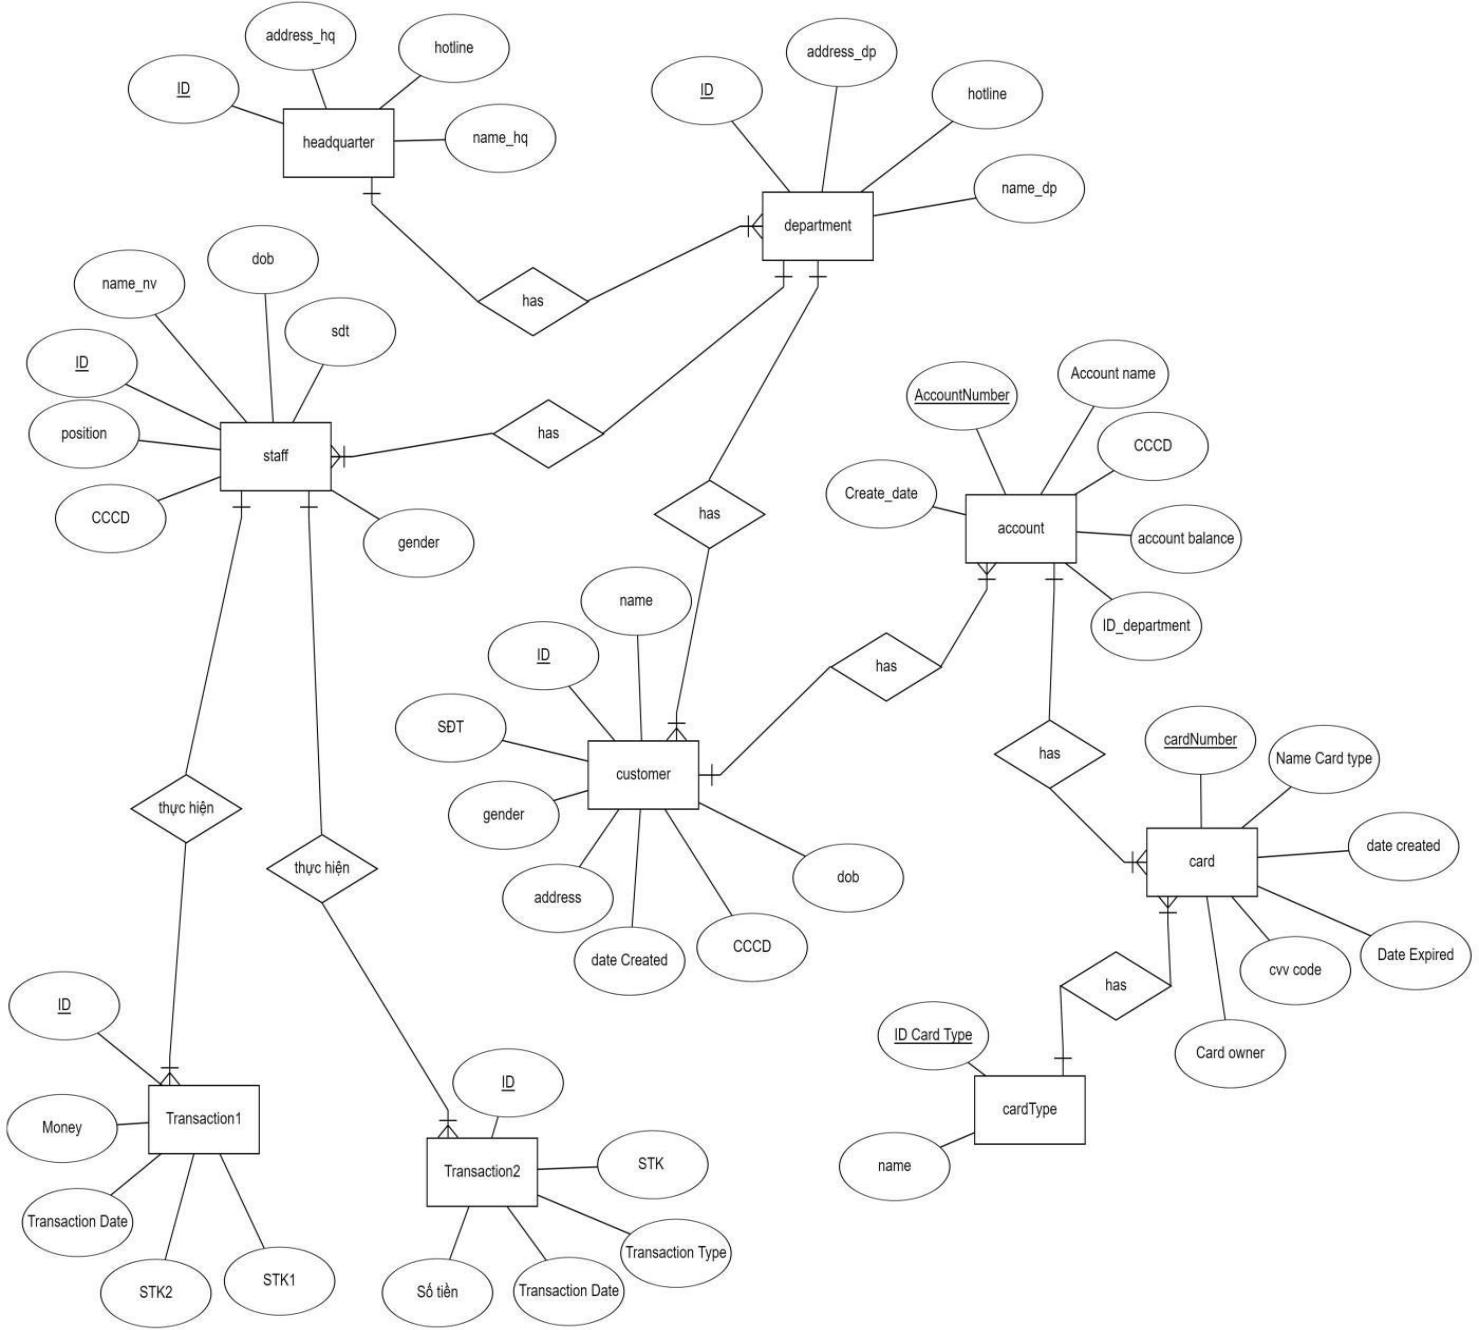 address_hq
hotline
ID
headquarter
name_hq
address_dp
ID
hotline
name_dp
department
has
dob
name_nv
sdt
ID
position
staff
CCCD
gender
has
has
Account name
AccountNumber
CCCD
Create_date
account
account balance
ID_department
name
ID
has
SĐT
customer
gender
address
dob
date Created
CCCD
has
cardNumber
Name Card type
date created
card
Date Expired
cvv code
Card owner
has
ID Card Type
cardType
name
thực hiện
thực hiện
ID
Money
Transaction1
Transaction Date
STK2
STK1
ID
STK
Transaction2
Transaction Type
Số tiền
Transaction Date